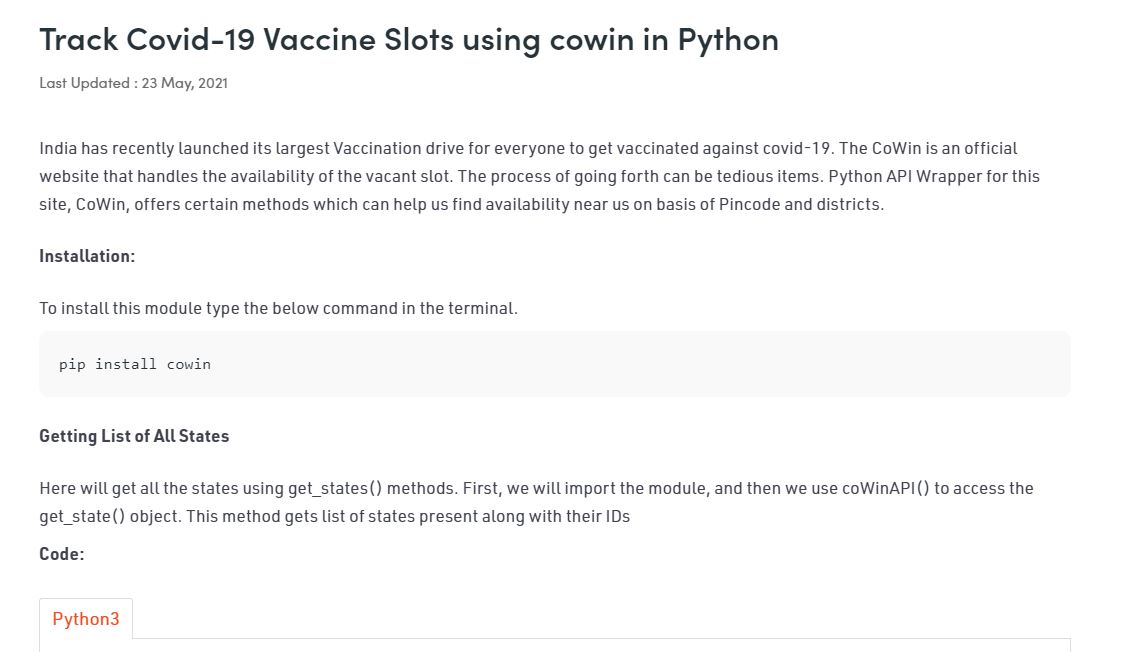 Track Covid-19 Vaccine Slots using cowin in Python
Last Updated : 23 May, 2021
India has recently launched its largest Vaccination drive for everyone to get vaccinated against covid-19. The CoWin is an official
website that handles the availability of the vacant slot. The process of going forth can be tedious items. Python API Wrapper for this
site, CoWin, offers certain methods which can help us find availability near us on basis of Pincode and districts.
Installation:
To install this module type the below command in the terminal.
pip install cowin
Getting List of All States
Here will get all the states using get_states() methods. First, we will import the module, and then we use coWinAPI() to access the
get_state() object. This method gets list of states present along with their IDs
Code:
Python3